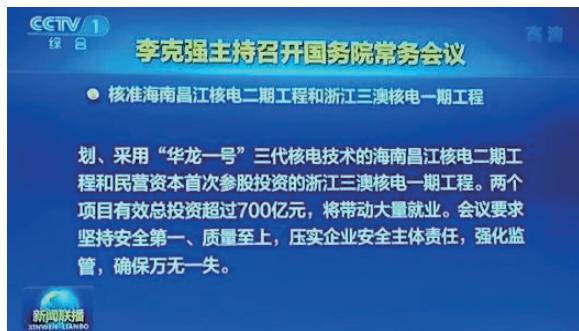 CCTV 1
综 合
高清
李克强主持召开国务院常务会议
核准海南昌江核电二期工程和浙江三澳核电一期工程
划、采用“华龙一号”三代核电技术的海南昌江核电二期工
程和民营资本首次参股投资的浙江三澳核电一期工程。两个
项目有效总投资超过700亿元，将带动大量就业。会议要求
坚持安全第一、质量至上，压实企业安全主体责任，强化监
管，确保万无一失。
新闻联播
XINWEN LIANBO